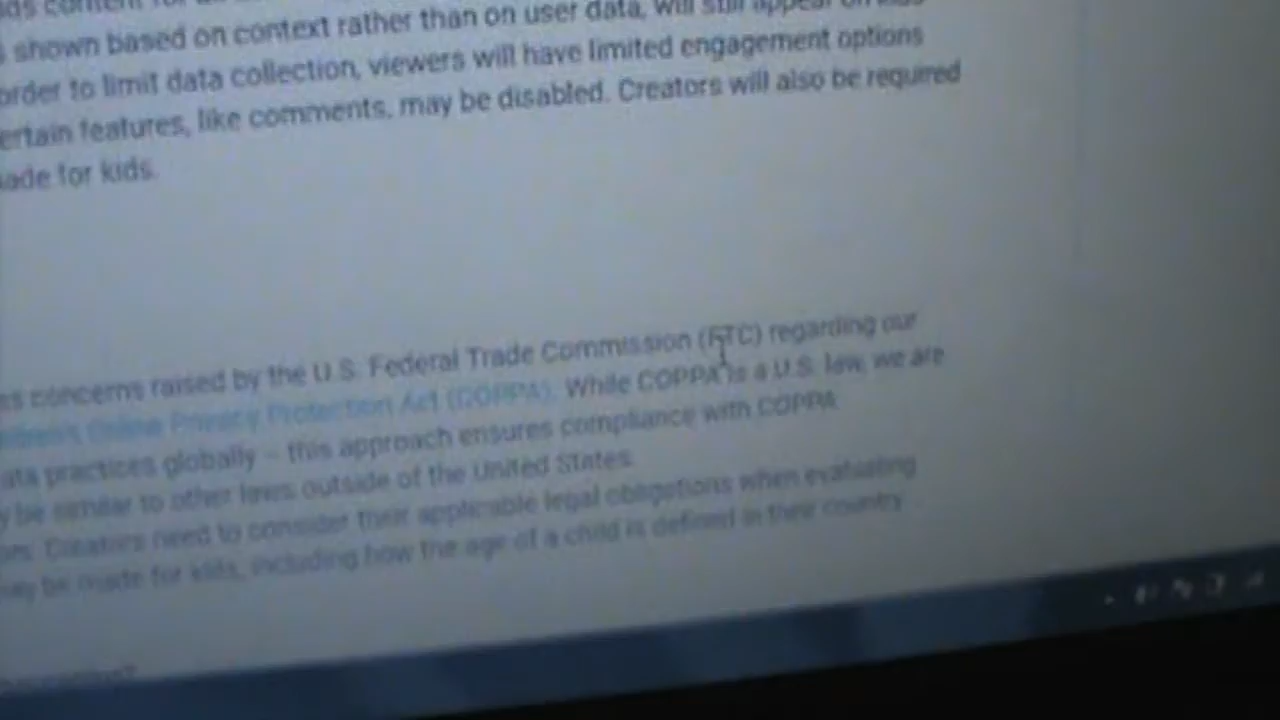 content for
shown based on context rather than on user data, will still appear on
order to limit data collection, viewers will have limited engagement options
ertain features, like comments, may be disabled. Creators will also be required
ade for kids.
ss concerns raised by the U.S. Federal Trade Commission (FTC) regarding our
Online Privacy Protection Act (COPPA). While COPPA is a U.S. law, we are
ata practices globally – this approach ensures compliance with COPPA
y be similar to other laws outside of the United States.
Creators need to consider their applicable legal obligations when evaluating
may be made for kids, including how the age of a child is defined in their country